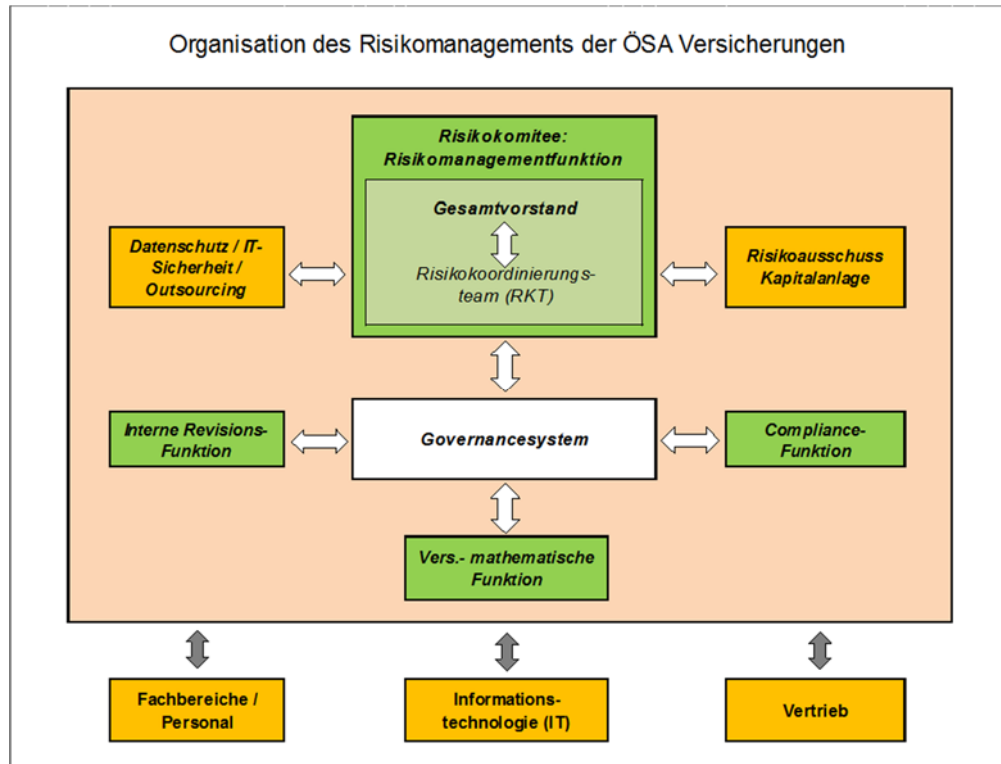 Organisation des Risikomanagements der ÖSA Versicherungen
Risikokomitee:
Risikomanagementfunktion
Gesamtvorstand
Risikokoordinierungs-
team (RKT)
Datenschutz / IT-
Sicherheit /
Outsourcing
Risikoausschuss
Kapitalanlage
Interne Revisions-
Funktion
Governancesystem
Compliance-
Funktion
Vers.- mathematische
Funktion
Fachbereiche /
Personal
Informations-
technologie (IT)
Vertrieb